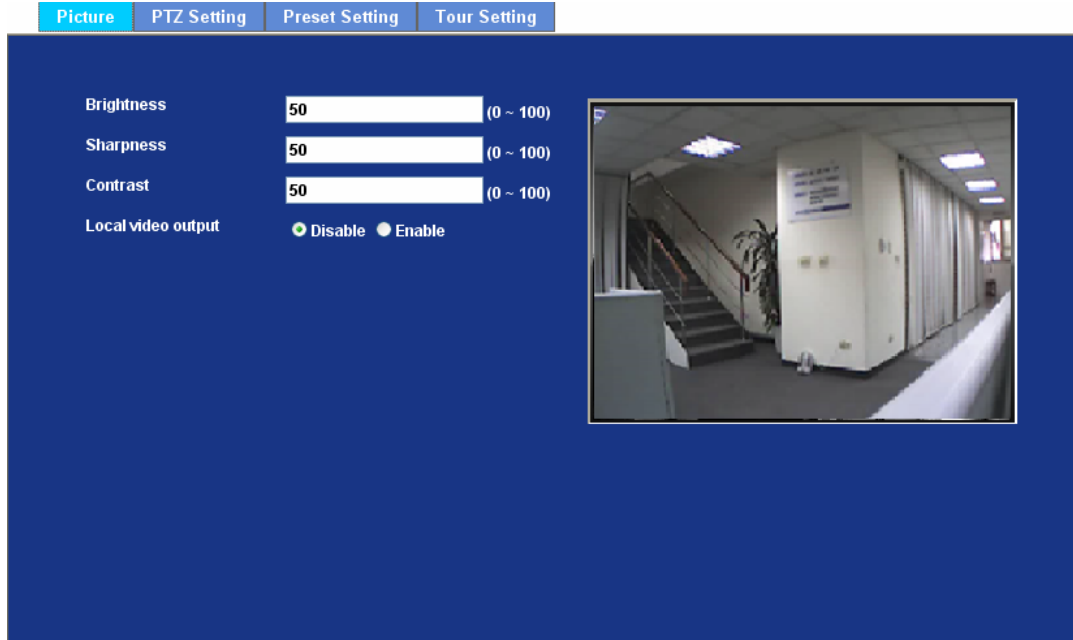 Picture PTZ Setting Preset Setting Tour Setting
Brightness 50 (0 ~ 100)
Sharpness 50 (0 ~ 100)
Contrast 50 (0 ~ 100)
Local video output Disable Enable